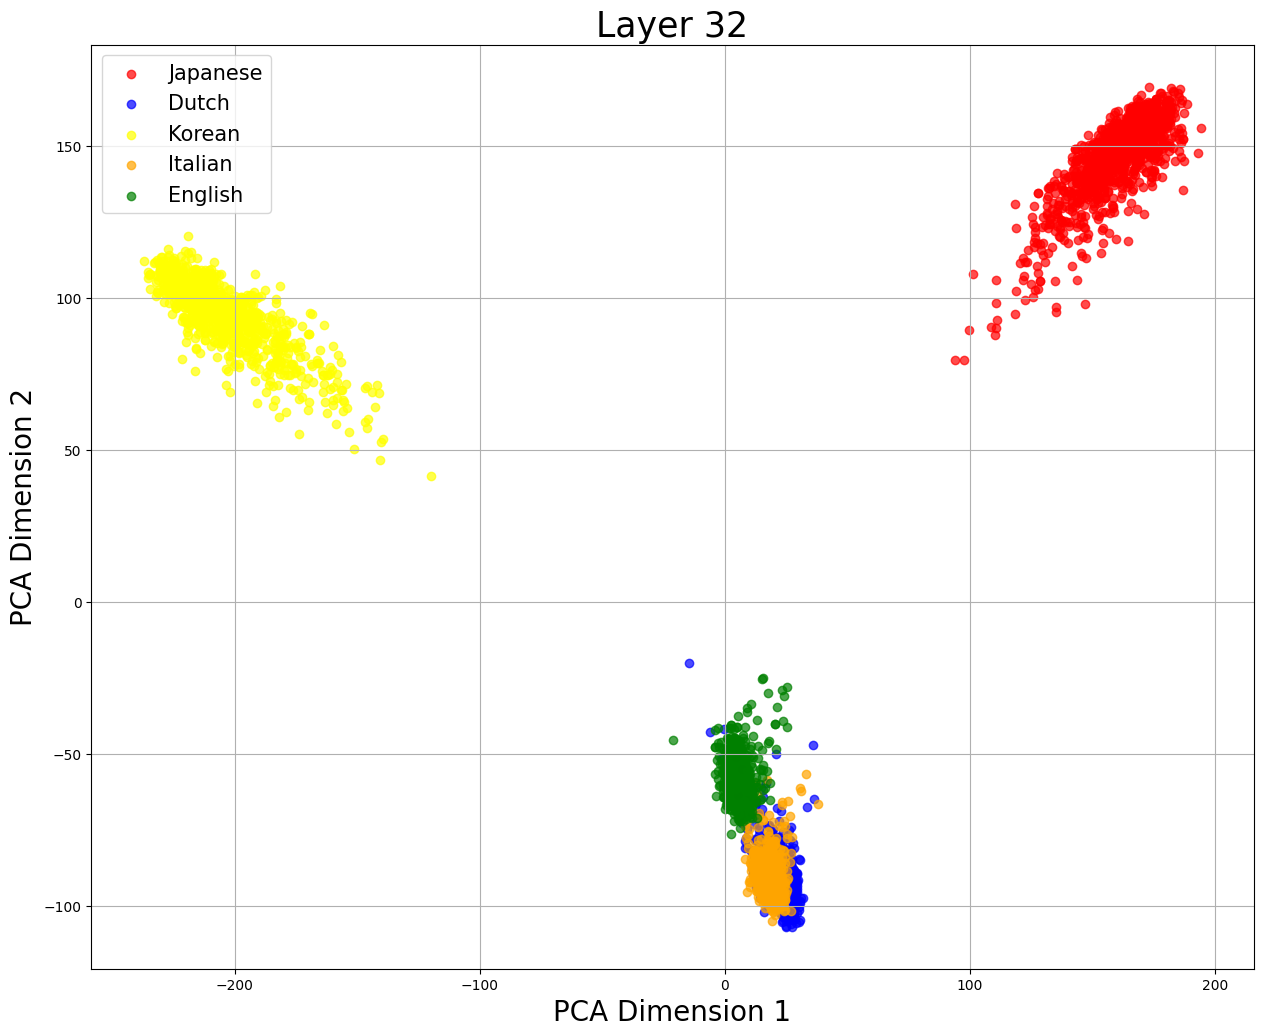 Layer 32
Japanese
Dutch
Korean
Italian
English
150
100
50
0
−50
−100
PCA Dimension 2
−200
−100
0
100
200
PCA Dimension 1